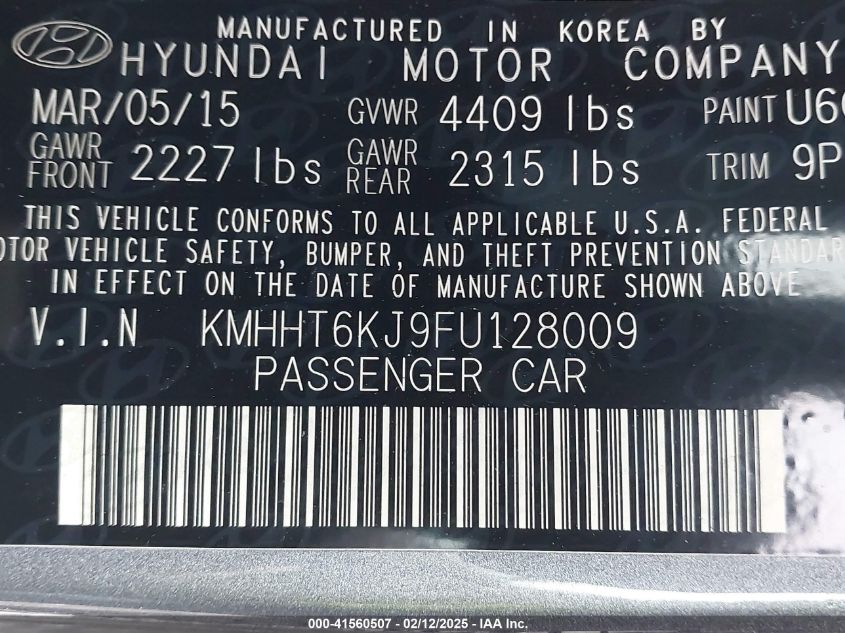 MANUFACTURED IN KOREA BY
HYUNDAI MOTOR COMPANY
MAR/05/15 GVWR 4409 lbs PAINT
GAWR FRONT 2227 lbs GAWR REAR 2315 lbs TRIM 9P
THIS VEHICLE CONFORMS TO ALL APPLICABLE U.S.A. FEDERAL
OTOR VEHICLE SAFETY, BUMPER, AND THEFT PREVENTION STANDAR
IN EFFECT ON THE DATE OF MANUFACTURE SHOWN ABOVE
V.I.N KMHHT6KJ9FU128009
PASSENGER CAR
000-41560507 - 02/12/2025 - IAA Inc.